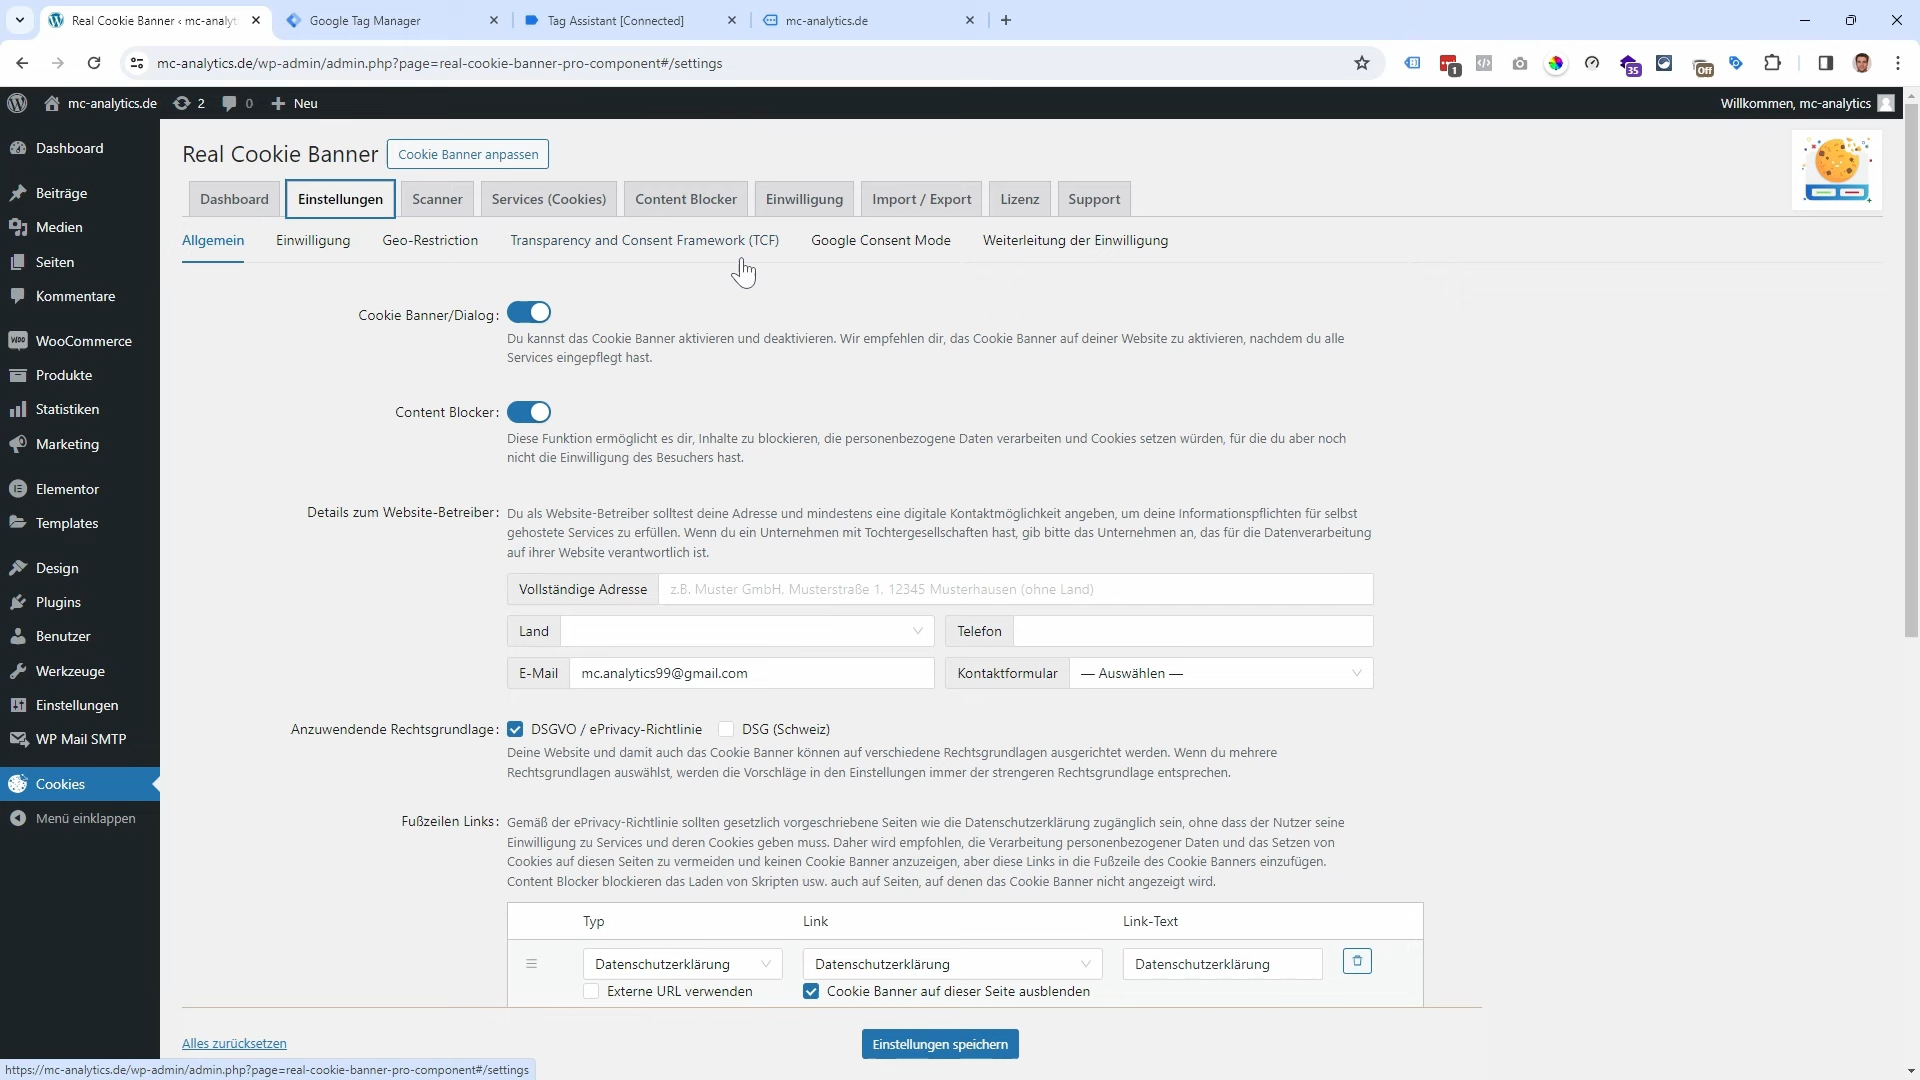 Real Cookie Banner ‹ mc-analyt
Google Tag Manager
Tag Assistant [Connected]
mc-analytics.de
mc-analytics.de/wp-admin/admin.php?page=real-cookie-banner-pro-component#/settings
1
35
Off
mc-analytics.de
2
0
Neu
Willkommen, mc-analytics
Dashboard
Beiträge
Medien
Seiten
Kommentare
WooCommerce
Produkte
Statistiken
Marketing
Elementor
Templates
Design
Plugins
Benutzer
Werkzeuge
Einstellungen
WP Mail SMTP
Cookies
Menü einklappen
Real Cookie Banner
Cookie Banner anpassen
Dashboard
Einstellungen
Scanner
Services (Cookies)
Content Blocker
Einwilligung
Import / Export
Lizenz
Support
Allgemein
Einwilligung
Geo-Restriction
Transparency and Consent Framework (TCF)
Google Consent Mode
Weiterleitung der Einwilligung
Cookie Banner/Dialog:
Du kannst das Cookie Banner aktivieren und deaktivieren. Wir empfehlen dir, das Cookie Banner auf deiner Website zu aktivieren, nachdem du alle
Services eingepflegt hast.
Content Blocker:
Diese Funktion ermöglicht es dir, Inhalte zu blockieren, die personenbezogene Daten verarbeiten und Cookies setzen würden, für die du aber noch
nicht die Einwilligung des Besuchers hast.
Details zum Website-Betreiber:
Du als Website-Betreiber solltest deine Adresse und mindestens eine digitale Kontaktmöglichkeit angeben, um deine Informationspflichten für selbst
gehostete Services zu erfüllen. Wenn du ein Unternehmen mit Tochtergesellschaften hast, gib bitte das Unternehmen an, das für die Datenverarbeitung
auf ihrer Website verantwortlich ist.
Vollständige Adresse
z.B. Muster GmbH, Musterstraße 1, 12345 Musterhausen (ohne Land)
Land
Telefon
E-Mail
mc.analytics99@gmail.com
Kontaktformular
— Auswählen —
Anzuwendende Rechtsgrundlage:
DSGVO / ePrivacy-Richtlinie
DSG (Schweiz)
Deine Website und damit auch das Cookie Banner können auf verschiedene Rechtsgrundlagen ausgerichtet werden. Wenn du mehrere
Rechtsgrundlagen auswählst, werden die Vorschläge in den Einstellungen immer der strengeren Rechtsgrundlage entsprechen.
Fußzeilen Links:
Gemäß der ePrivacy-Richtlinie sollten gesetzlich vorgeschriebene Seiten wie die Datenschutzerklärung zugänglich sein, ohne dass der Nutzer seine
Einwilligung zu Services und deren Cookies geben muss. Daher wird empfohlen, die Verarbeitung personenbezogener Daten und das Setzen von
Cookies auf diesen Seiten zu vermeiden und keinen Cookie Banner anzuzeigen, aber diese Links in die Fußzeile des Cookie Banners einzufügen.
Content Blocker blockieren das Laden von Skripten usw. auch auf Seiten, auf denen das Cookie Banner nicht angezeigt wird.
Typ
Link
Link-Text
Datenschutzerklärung
Datenschutzerklärung
Datenschutzerklärung
Externe URL verwenden
Cookie Banner auf dieser Seite ausblenden
Alles zurücksetzen
Einstellungen speichern
https://mc-analytics.de/wp-admin/admin.php?page=real-cookie-banner-pro-component#/settings